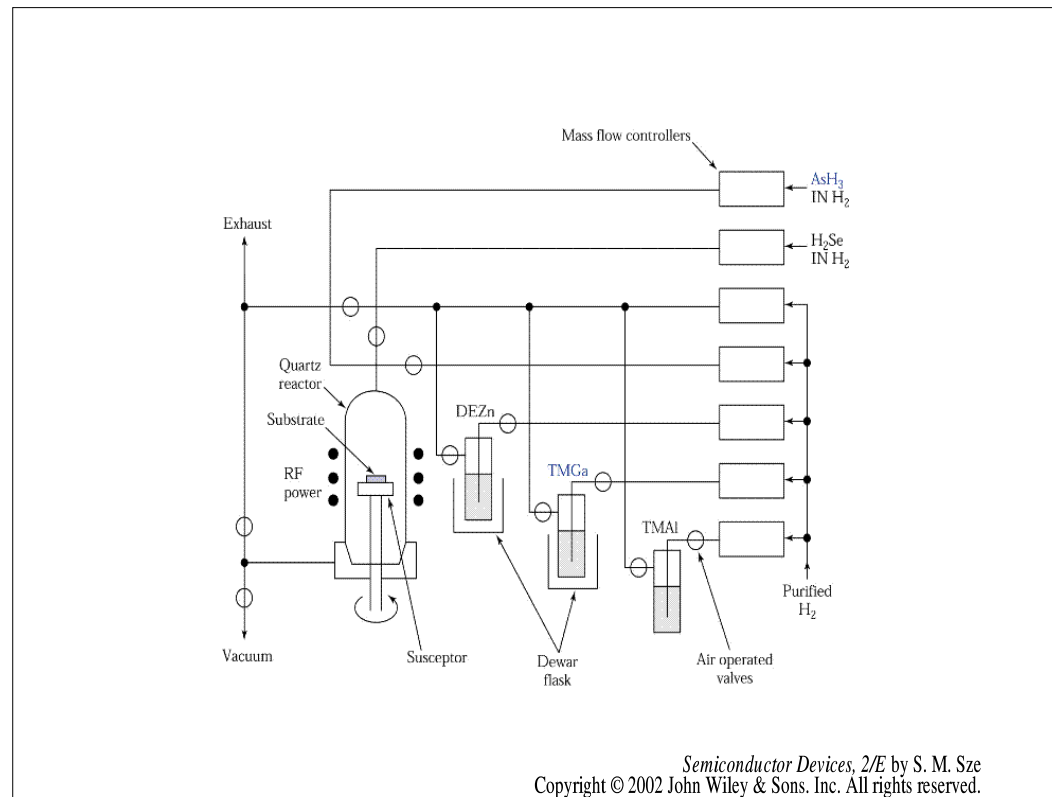 Mass flow controllers
AsH₃
IN H₂
Exhaust
H₂Se
IN H₂
Quartz
reactor
Substrate
DEZn
RF
power
TMGa
TMAl
Purified
H₂
Vacuum
Susceptor
Dewar
flask
Air operated
valves
Semiconductor Devices, 2/E by S. M. Sze
Copyright © 2002 John Wiley & Sons. Inc. All rights reserved.